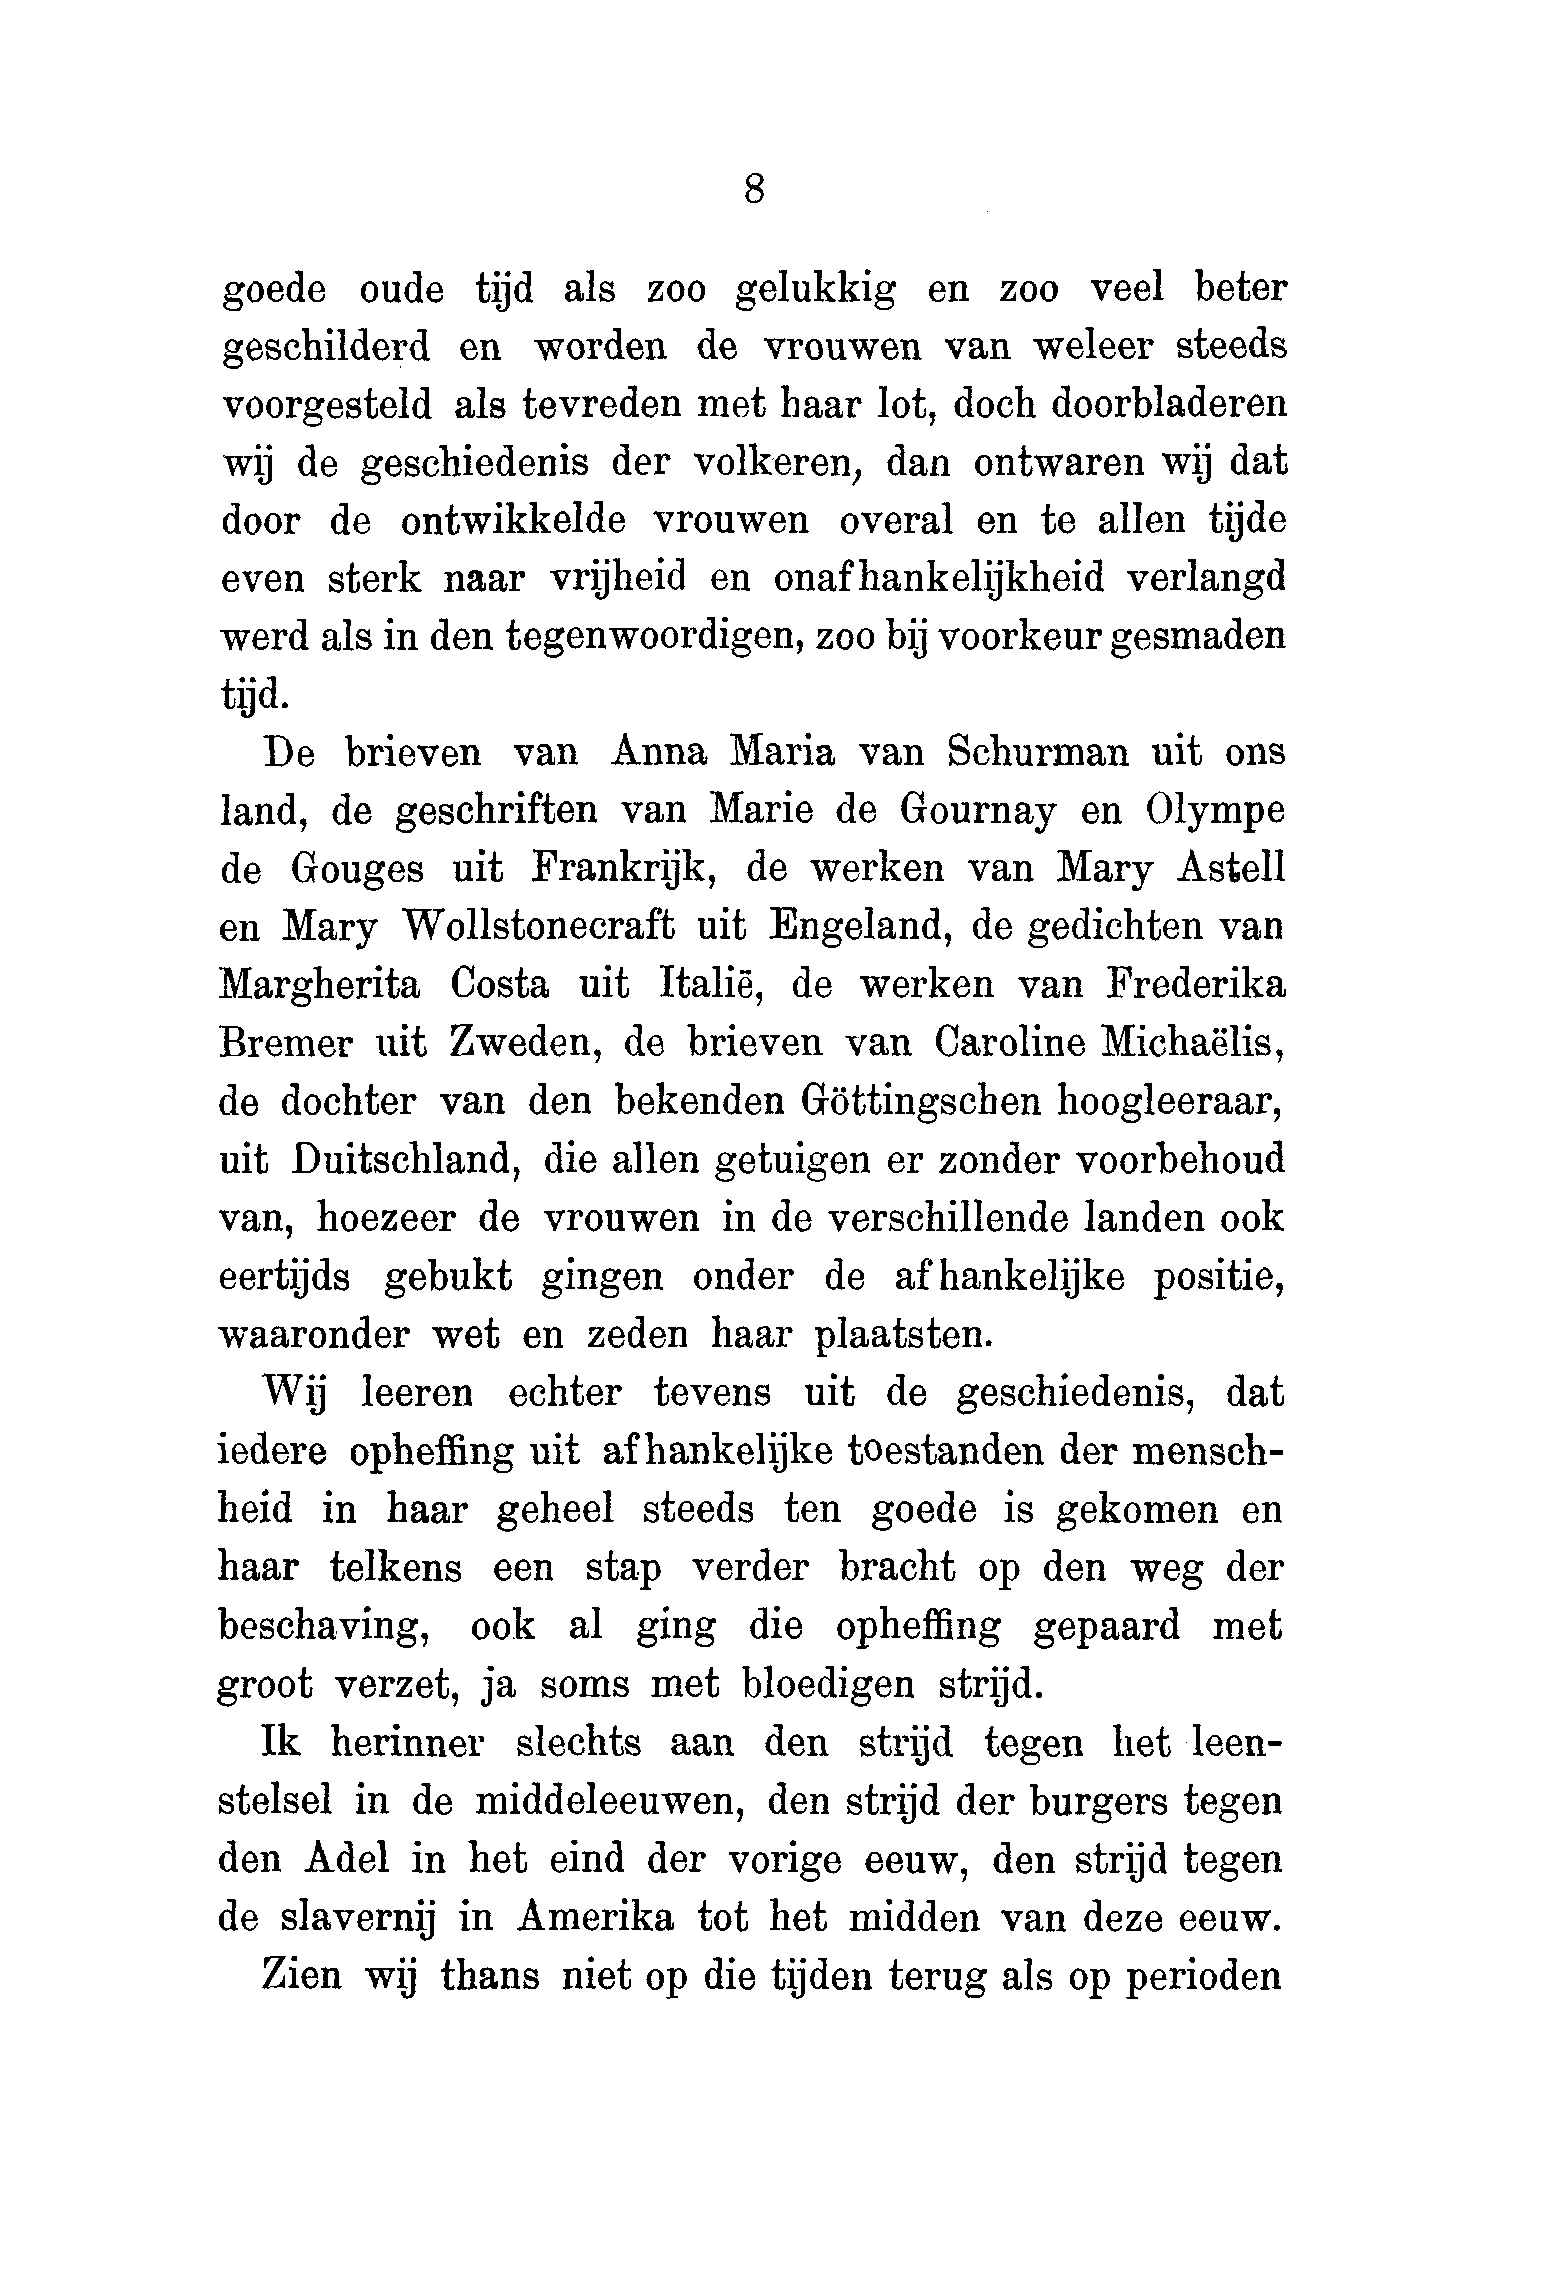 8
goede oude tijd als zoo gelukkig en zoo veel beter
geschilderd en worden de vrouwen van weleer steeds
voorgesteld als tevreden met haar lot, doch doorbladeren
wij de geschiedenis der volkeren, dan ontwaren wij dat
door de ontwikkelde vrouwen overal en te allen tijde
even sterk naar vrijheid en onafhankelijkheid verlangd
werd als in den tegenwoordigen, zoo bij voorkeur gesmaden
tijd.
De brieven van Anna Maria van Schurman uit ons
land, de geschriften van Marie de Gournay en Olympe
de Gouges uit Frankrijk, de werken van Mary Astell
en Mary Wollstonecraft uit Engeland, de gedichten van
Margherita Costa uit Italië, de werken van Frederika
Bremer uit Zweden, de brieven van Caroline Michaëlis,
de dochter van den bekenden Göttingschen hoogleeraar,
uit Duitschland, die allen getuigen er zonder voorbehoud
van, hoezeer de vrouwen in de verschillende landen ook
eertijds gebukt gingen onder de afhankelijke positie,
waaronder wet en zeden haar plaatsten.
Wij leeren echter tevens uit de geschiedenis, dat
iedere opheffing uit afhankelijke toestanden der mensch-
heid in haar geheel steeds ten goede is gekomen en
haar telkens een stap verder bracht op den weg der
beschaving, ook al ging die opheffing gepaard met
groot verzet, ja soms met bloedigen strijd.
Ik herinner slechts aan den strijd tegen het leen-
stelsel in de middeleeuwen, den strijd der burgers tegen
den Adel in het eind der vorige eeuw, den strijd tegen
de slavernij in Amerika tot het midden van deze eeuw.
Zien wij thans niet op die tijden terug als op perioden